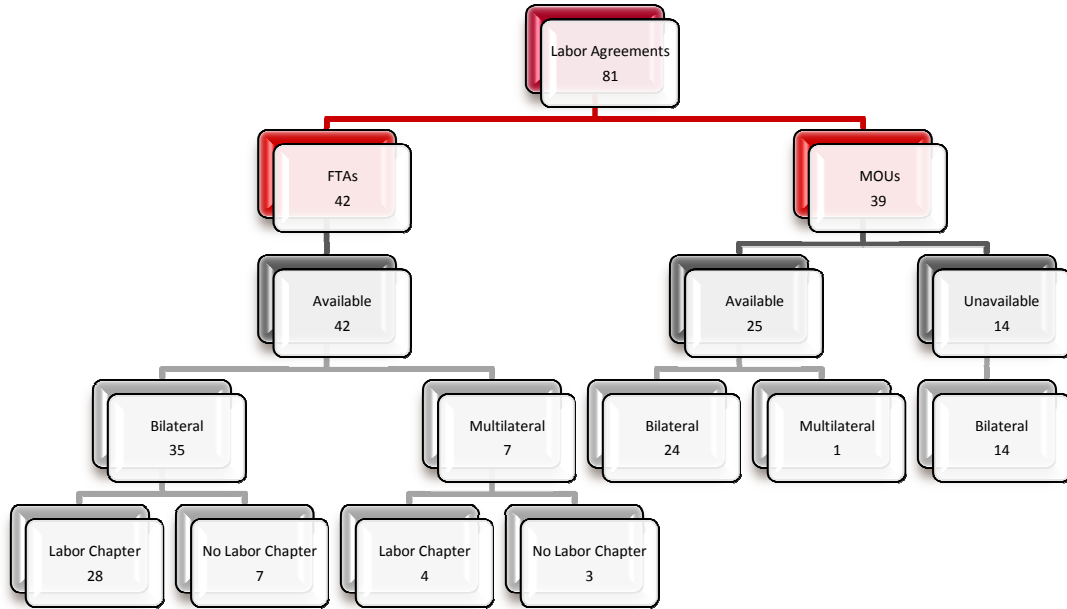 Labor Agreements
81
FTAs
42
MOUs
39
Available
42
Available
25
Unavailable
14
Bilateral
35
Multilateral
7
Bilateral
24
Multilateral
1
Bilateral
14
Labor Chapter
28
No Labor Chapter
7
Labor Chapter
4
No Labor Chapter
3